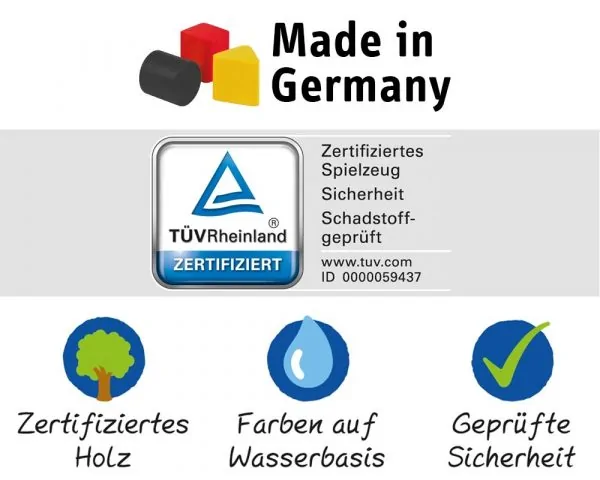 Made in
Germany
Zertifiziertes
Spielzeug
Sicherheit
Schadstoff-
geprüft
www.tuv.com
ID 0000059437
®
TÜVRheinland
ZERTIFIZIERT
Zertifiziertes
Holz
Farben auf
Wasserbasis
Geprüfte
Sicherheit